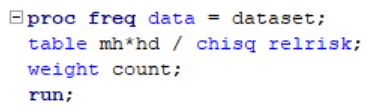 proc freq data = dataset;
table mh*hd / chisq relrisk;
weight count;
run;